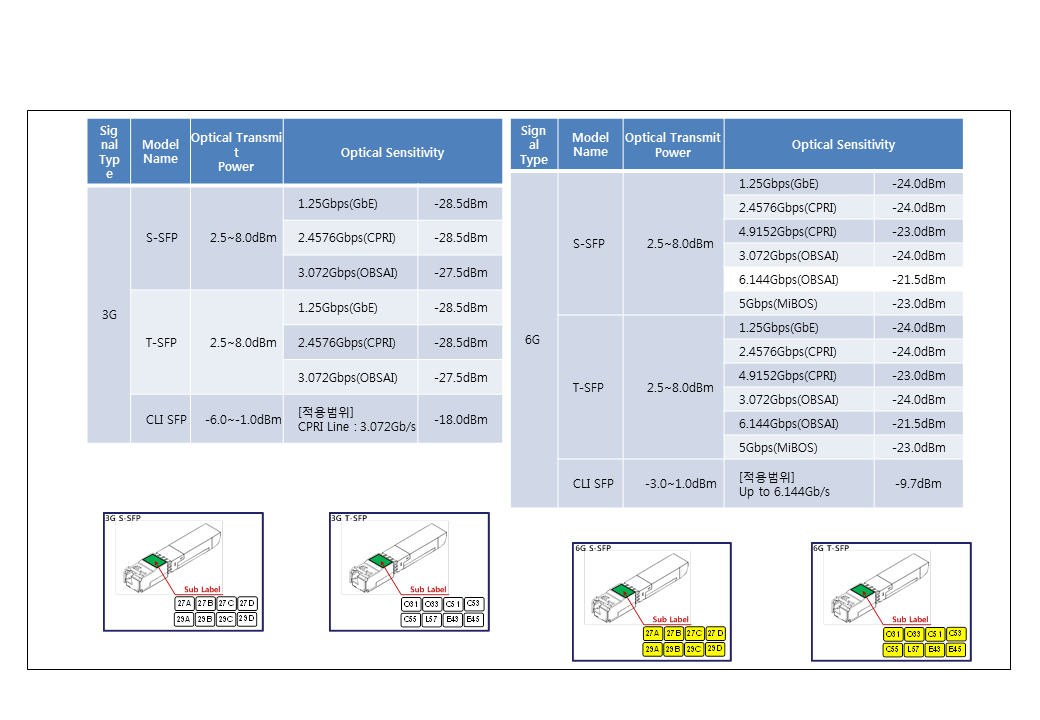 Sig
nal
Typ
e
Model
Name
Optical Transmi
t
Power
Optical Sensitivity
3G
S-SFP
2.5~8.0dBm
1.25Gbps(GbE) -28.5dBm
2.4576Gbps(CPRI) -28.5dBm
3.072Gbps(OBSAI) -27.5dBm
T-SFP
2.5~8.0dBm
1.25Gbps(GbE) -28.5dBm
2.4576Gbps(CPRI) -28.5dBm
3.072Gbps(OBSAI) -27.5dBm
CLI SFP
-6.0~-1.0dBm
[적용범위]
CPRI Line : 3.072Gb/s
-18.0dBm
Sign
al
Type
Model
Name
Optical Transmit
Power
Optical Sensitivity
6G
S-SFP
2.5~8.0dBm
1.25Gbps(GbE) -24.0dBm
2.4576Gbps(CPRI) -24.0dBm
4.9152Gbps(CPRI) -23.0dBm
3.072Gbps(OBSAI) -24.0dBm
6.144Gbps(OBSAI) -21.5dBm
5Gbps(MiBOS) -23.0dBm
T-SFP
2.5~8.0dBm
1.25Gbps(GbE) -24.0dBm
2.4576Gbps(CPRI) -24.0dBm
4.9152Gbps(CPRI) -23.0dBm
3.072Gbps(OBSAI) -24.0dBm
6.144Gbps(OBSAI) -21.5dBm
5Gbps(MiBOS) -23.0dBm
CLI SFP
-3.0~1.0dBm
[적용범위]
Up to 6.144Gb/s
-9.7dBm
3G S-SFP
Sub Label
27A 27B 27C 27D
29A 29B 29C 29D
3G T-SFP
Sub Label
C31 C33 C51 C53
C55 L57 E43 E45
6G S-SFP
Sub Label
27A 27B 27C 27D
29A 29B 29C 29D
6G T-SFP
Sub Label
C31 C33 C51 C53
C55 L57 E43 E45